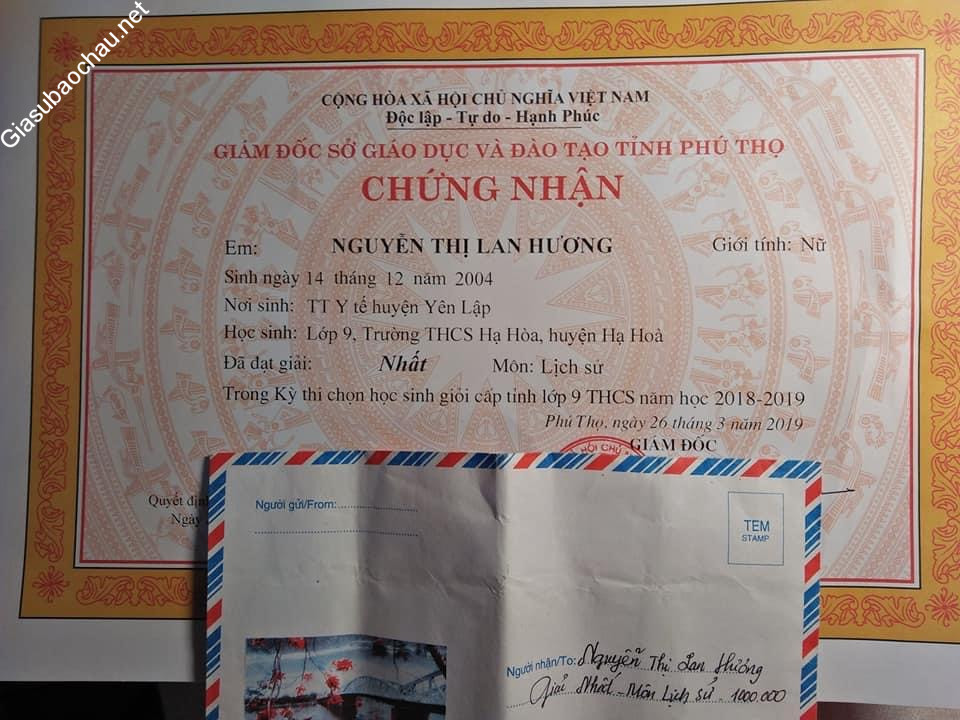 Giasubaochau.net
CỘNG HÒA XÃ HỘI CHỦ NGHĨA VIỆT NAM
Độc lập - Tự do - Hạnh Phúc
GIÁM ĐỐC SỞ GIÁO DỤC VÀ ĐÀO TẠO TỈNH PHÚ THỌ
CHỨNG NHẬN
Em: NGUYỄN THỊ LAN HƯƠNG Giới tính: Nữ
Sinh ngày 14 tháng 12 năm 2004
Nơi sinh: TT Y tế huyện Yên Lập
Học sinh: Lớp 9, Trường THCS Hạ Hòa, huyện Hạ Hoà
Đã đạt giải: Nhất Môn: Lịch sử
Trong Kỳ thi chọn học sinh giỏi cấp tỉnh lớp 9 THCS năm học 2018-2019
Phú Thọ, ngày 26 tháng 3 năm 2019
GIÁM ĐỐC
HỘI CHỦ
Quyết định
Ngày
Người gửi/From:
TEM
STAMP
Người nhận/To: Nguyễn Thị Lan Hương
Giải Nhất - Môn Lịch sử. 1000.000